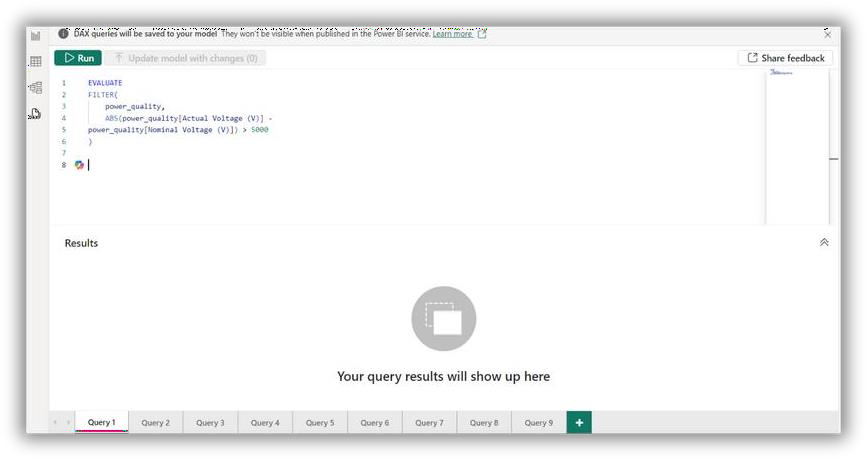 DAX queries will be saved to your model They won't be visible when published in the Power BI service. Learn more
Run
Update model with changes (0)
Share feedback
1 EVALUATE
2 FILTER(
3 power_quality,
4 ABS(power_quality[Actual Voltage (V)] -
5 power_quality[Nominal Voltage (V)]) > 5000
6 )
7
8
Results
Your query results will show up here
Query 1 Query 2 Query 3 Query 4 Query 5 Query 6 Query 7 Query 8 Query 9 +